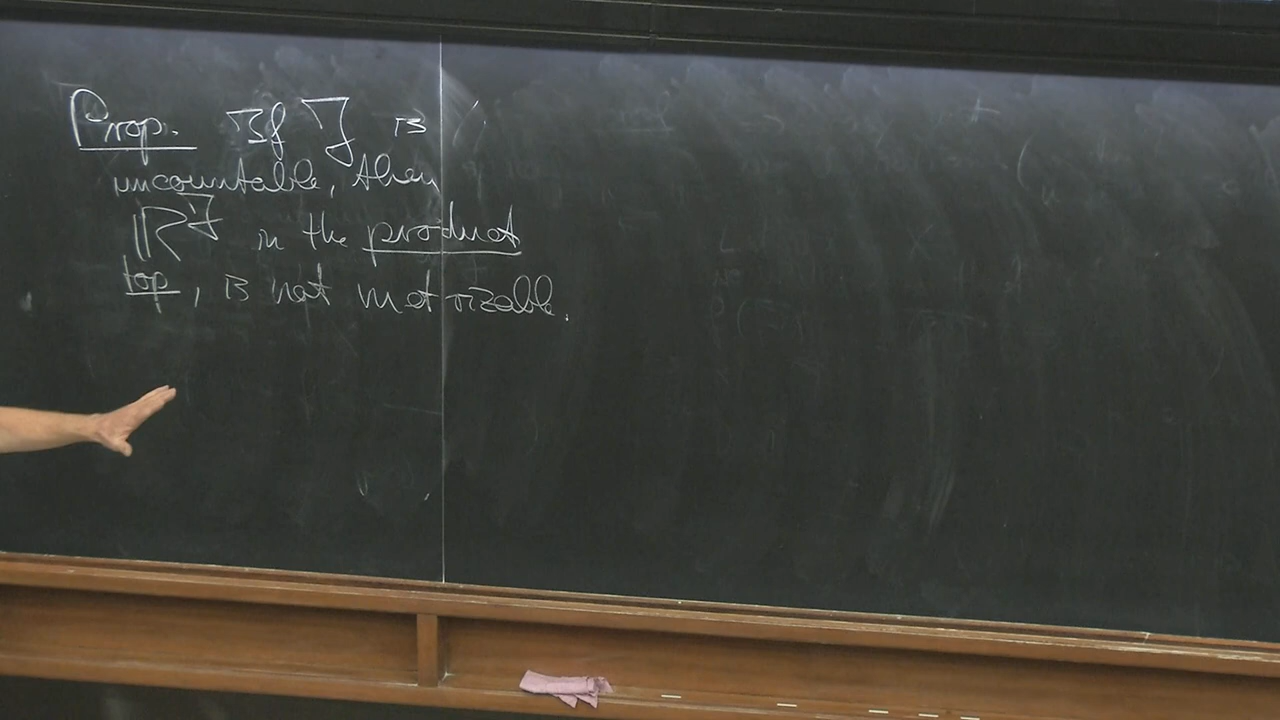 Prop. If J is
uncountable, then
ℝ^J in the product
top, is not metrizable.